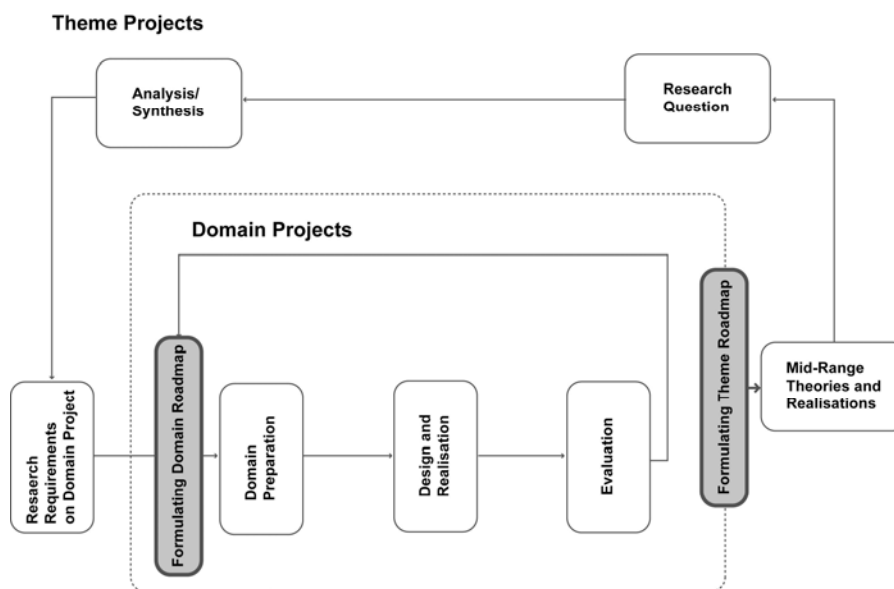 Theme Projects
Analysis/
Synthesis
Research
Question
Domain Projects
Resaerch
Requirements
on Domain Project
Formulating Domain Roadmap
Domain
Preparation
Design and
Realisation
Evaluation
Formulating Theme Roadmap
Mid-Range
Theories and
Realisations